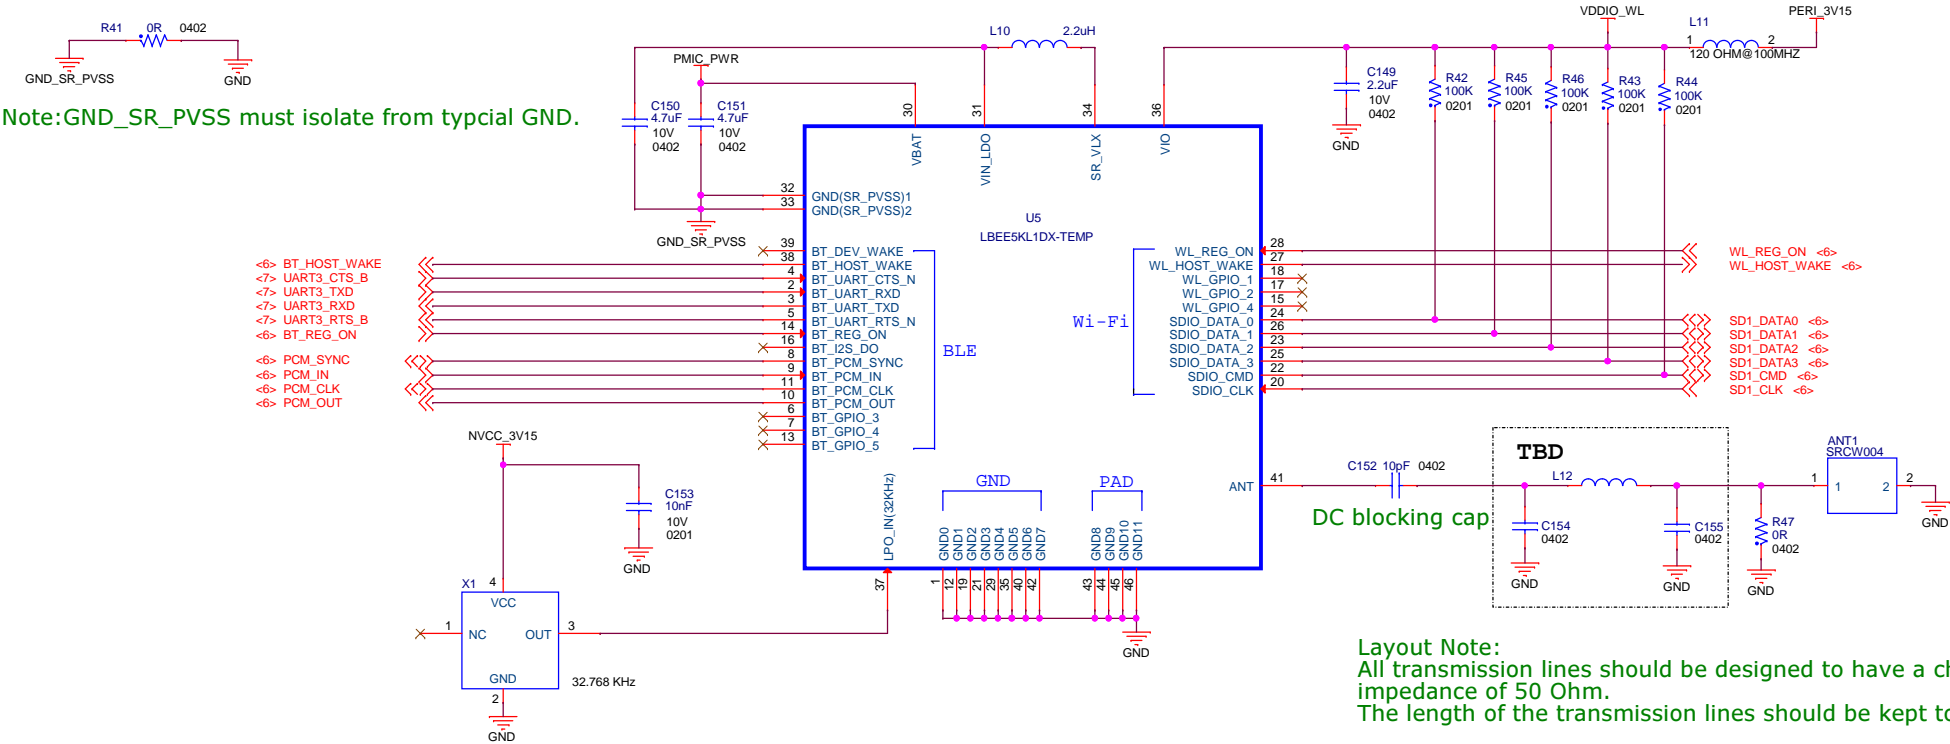 R41 0R 0402
GND_SR_PVSS
GND
Note:GND_SR_PVSS must isolate from typcial GND.
PMIC_PWR
C150
4.7uF
10V
0402
C151
4.7uF
10V
0402
L10 2.2uH
VDDIO_WL
L11
PERI_3V15
1 2
120 OHM@100MHZ
C149
2.2uF
10V
0402
GND
R42
100K
0201
R45
100K
0201
R46
100K
0201
R43
100K
0201
R44
100K
0201
30 VBAT
31 VIN_LDO
34 SR_VLX
36 VIO
32 GND(SR_PVSS)1
33 GND(SR_PVSS)2
GND_SR_PVSS
U5
LBEE5KL1DX-TEMP
39 BT_DEV_WAKE
<6> BT_HOST_WAKE 38 BT_HOST_WAKE
<7> UART3_CTS_B 4 BT_UART_CTS_N
<7> UART3_TXD 2 BT_UART_RXD
<7> UART3_RXD 3 BT_UART_TXD
<7> UART3_RTS_B 5 BT_UART_RTS_N
<6> BT_REG_ON 14 BT_REG_ON
16 BT_I2S_DO
<6> PCM_SYNC 8 BT_PCM_SYNC
<6> PCM_IN 9 BT_PCM_IN
<6> PCM_CLK 11 BT_PCM_CLK
<6> PCM_OUT 10 BT_PCM_OUT
6 BT_GPIO_3
7 BT_GPIO_4
13 BT_GPIO_5
BLE
Wi-Fi
WL_REG_ON 28 WL_REG_ON <6>
WL_HOST_WAKE 27 WL_HOST_WAKE <6>
WL_GPIO_1 18
WL_GPIO_2 17
WL_GPIO_4 15
SDIO_DATA_0 24 SD1_DATA0 <6>
SDIO_DATA_1 26 SD1_DATA1 <6>
SDIO_DATA_2 23 SD1_DATA2 <6>
SDIO_DATA_3 25 SD1_DATA3 <6>
SDIO_CMD 22 SD1_CMD <6>
SDIO_CLK 20 SD1_CLK <6>
NVCC_3V15
C153
10nF
10V
0201
GND
X1
4
VCC
1 NC
OUT 3
GND
2
32.768 KHz
GND
LPO_IN(32KHz)
37
GND
GND0
GND1
GND2
GND3
GND4
GND5
GND6
GND7
1
12
19
21
29
35
40
42
PAD
GND8
GND9
GND10
GND11
43
44
45
46
GND
ANT 41
C152 10pF 0402
DC blocking cap
TBD
L12
C154
0402
GND
C155
0402
GND
R47
0R
0402
GND
ANT1
SRCW004
1 1 2 2
GND
Layout Note:
All transmission lines should be designed to have a
impedance of 50 Ohm.
The length of the transmission lines should be kept